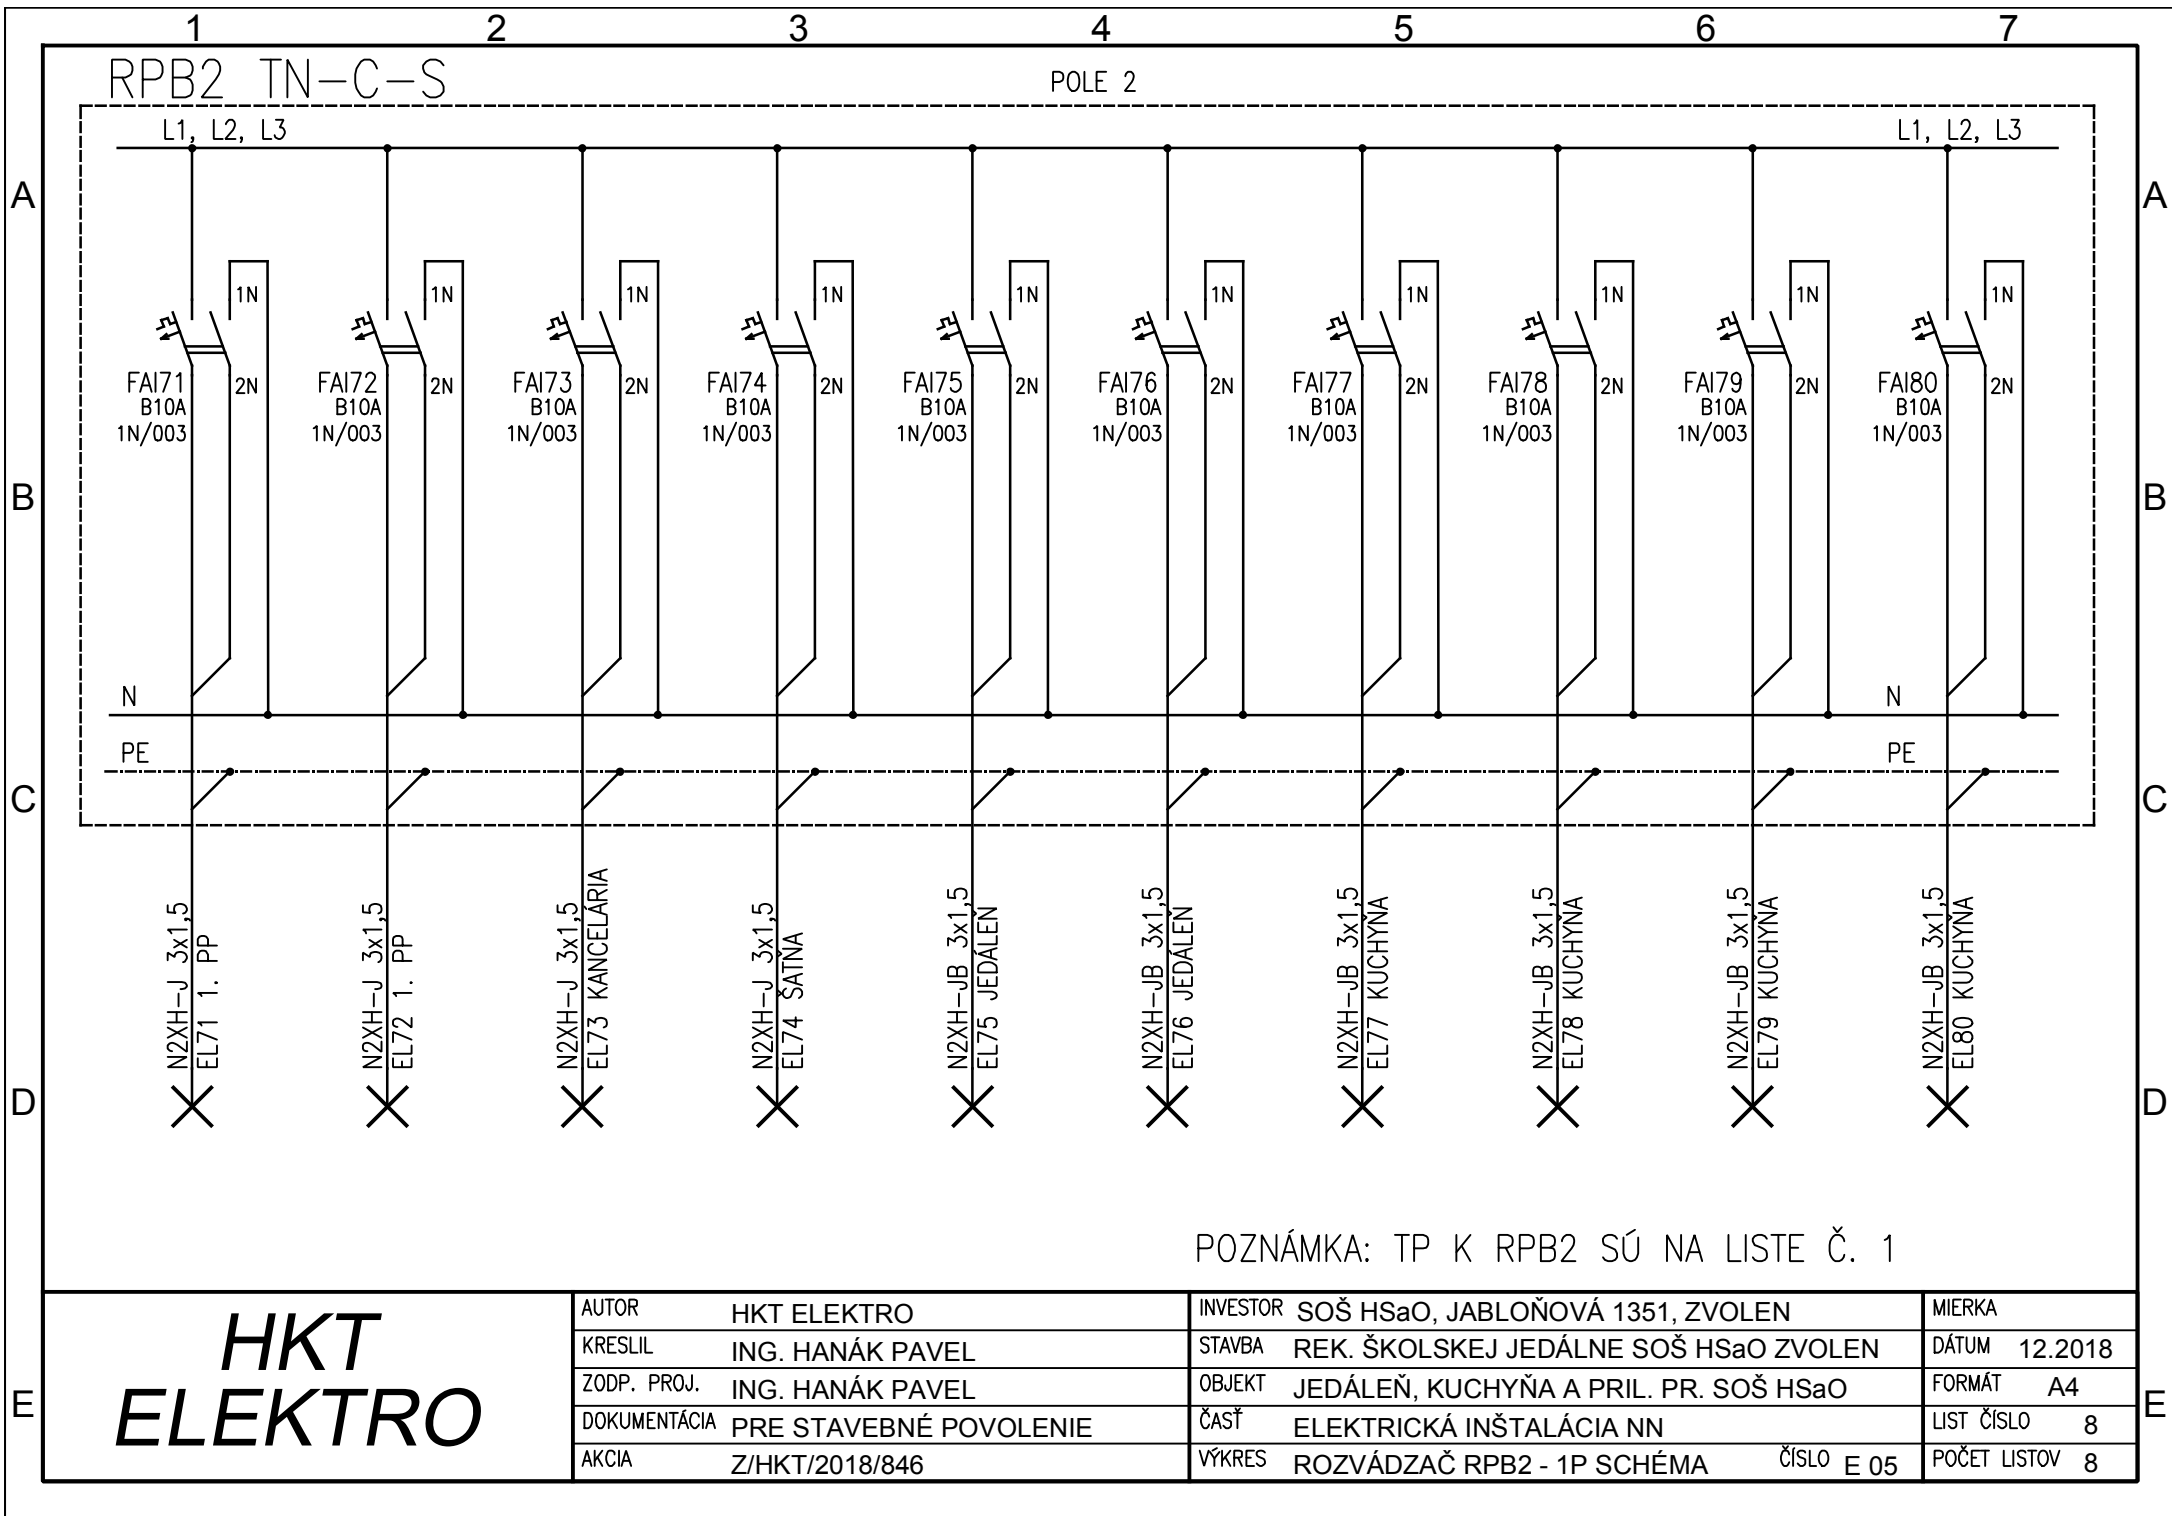 1 2 3 4 5 6 7
RPB2 TN-C-S
POLE 2
L1, L2, L3
L1, L2, L3
A
A
1N 1N 1N 1N 1N 1N 1N 1N 1N 1N
FAI71 FAI72 FAI73 FAI74 FAI75 FAI76 FAI77 FAI78 FAI79 FAI80
2N 2N 2N 2N 2N 2N 2N 2N 2N 2N
B10A B10A B10A B10A B10A B10A B10A B10A B10A B10A
1N/003 1N/003 1N/003 1N/003 1N/003 1N/003 1N/003 1N/003 1N/003 1N/003
B
B
N
N
PE
PE
C
C
N2XH-J 3x1,5
EL71 1. PP
N2XH-J 3x1,5
EL72 1. PP
N2XH-J 3x1,5
EL73 KANCELÁRIA
N2XH-J 3x1,5
EL74 ŠATŇA
N2XH-JB 3x1,5
EL75 JEDÁLEŇ
N2XH-JB 3x1,5
EL76 JEDÁLEŇ
N2XH-JB 3x1,5
EL77 KUCHYŇA
N2XH-JB 3x1,5
EL78 KUCHYŇA
N2XH-JB 3x1,5
EL79 KUCHYŇA
N2XH-JB 3x1,5
EL80 KUCHYŇA
D
D
POZNÁMKA: TP K RPB2 SÚ NA LISTE Č. 1
HKT
ELEKTRO
AUTOR HKT ELEKTRO
KRESLIL ING. HANÁK PAVEL
ZODP. PROJ. ING. HANÁK PAVEL
DOKUMENTÁCIA PRE STAVEBNÉ POVOLENIE
AKCIA Z/HKT/2018/846
INVESTOR SOŠ HSaO, JABLOŇOVÁ 1351, ZVOLEN
STAVBA REK. ŠKOLSKEJ JEDÁLNE SOŠ HSaO ZVOLEN
OBJEKT JEDÁLEŇ, KUCHYŇA A PRIL. PR. SOŠ HSaO
ČASŤ ELEKTRICKÁ INŠTALÁCIA NN
VÝKRES ROZVÁDZAČ RPB2 - 1P SCHÉMA ČÍSLO E 05
MIERKA
DÁTUM 12.2018
FORMÁT A4
LIST ČÍSLO 8
POČET LISTOV 8
E
E